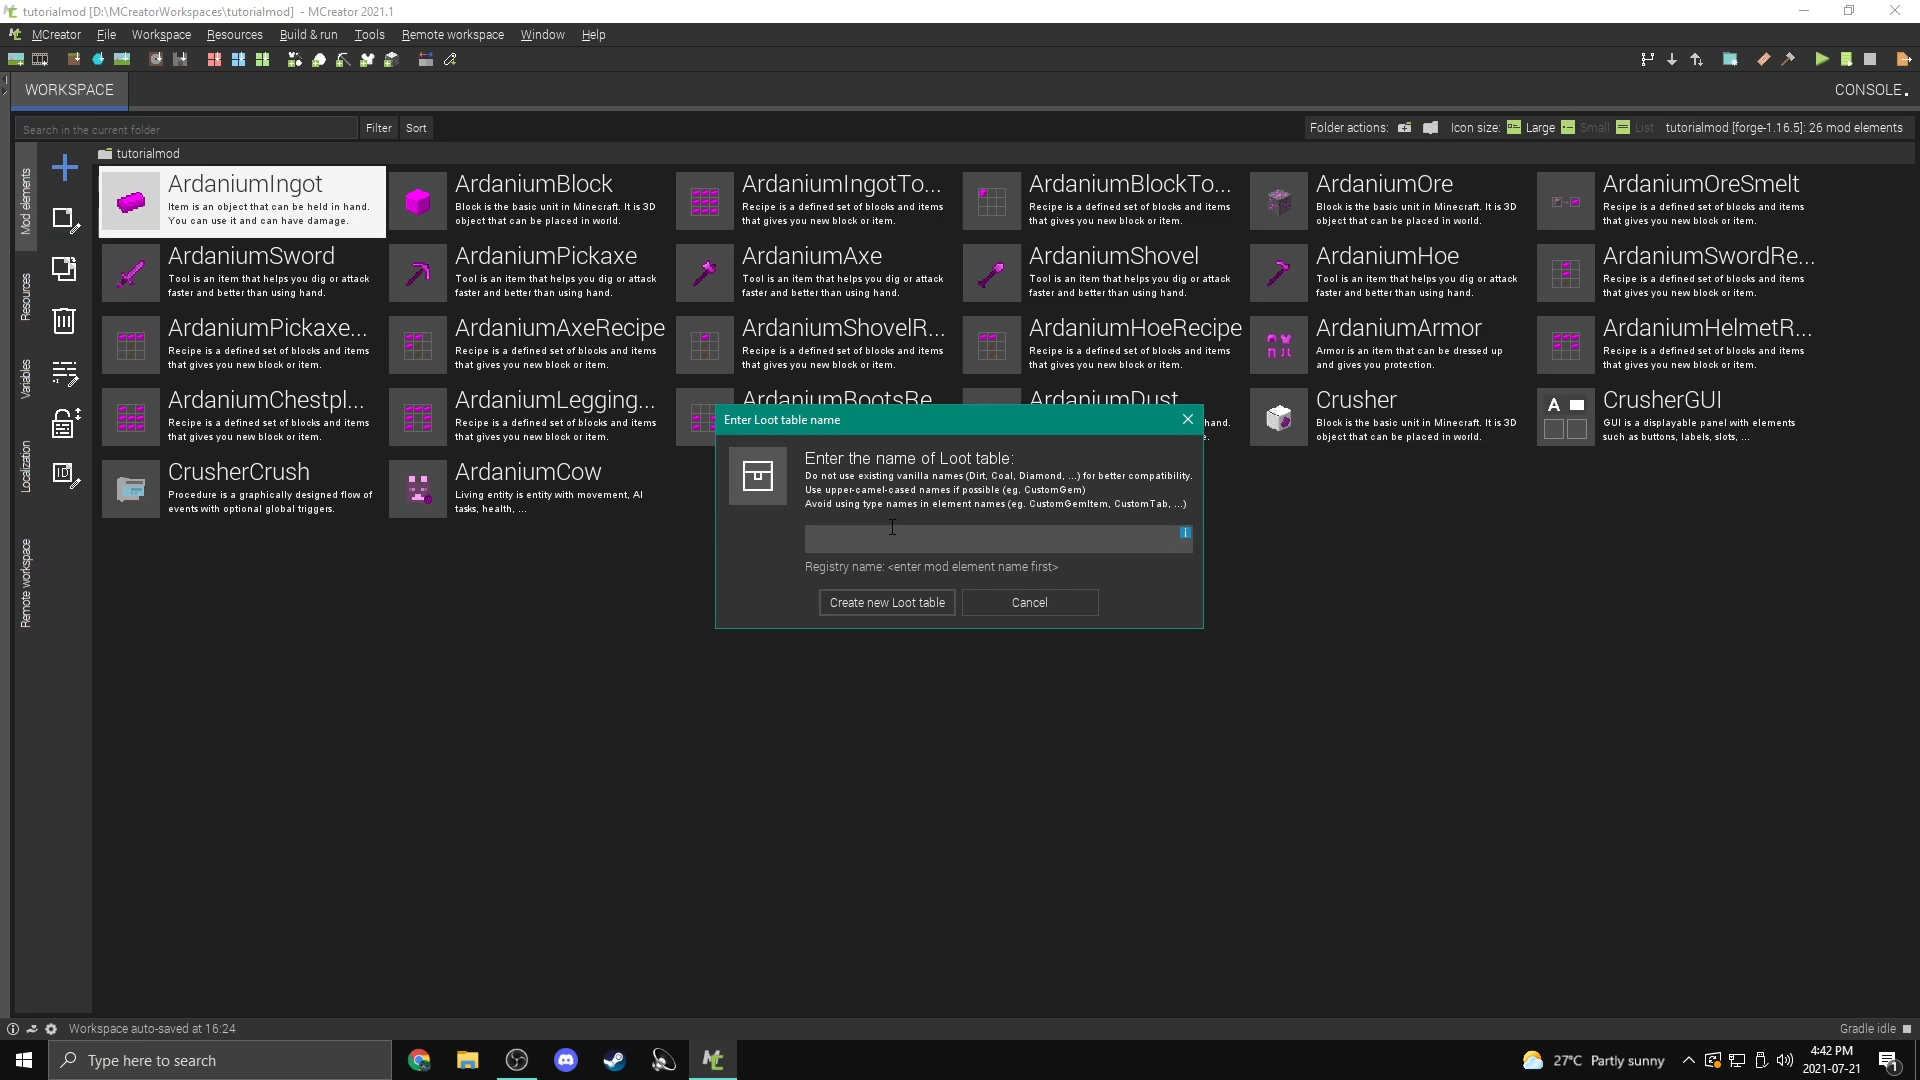 tutorialmod [D:\MCreatorWorkspaces\tutorialmod] - MCreator 2021.1
MCreator File Workspace Resources Build & run Tools Remote workspace Window Help
WORKSPACE
CONSOLE
Search in the current folder
Filter Sort
Folder actions: Icon size: Large Small List tutorialmod [forge-1.16.5]: 26 mod elements
Mod elements
Resources
Variables
Localization
Remote workspace
tutorialmod
ArdaniumIngot
Item is an object that can be held in hand.
You can use it and can have damage.
ArdaniumBlock
Block is the basic unit in Minecraft. It is 3D
object that can be placed in world.
ArdaniumIngotTo...
Recipe is a defined set of blocks and items
that gives you new block or item.
ArdaniumBlockTo...
Recipe is a defined set of blocks and items
that gives you new block or item.
ArdaniumOre
Block is the basic unit in Minecraft. It is 3D
object that can be placed in world.
ArdaniumOreSmelt
Recipe is a defined set of blocks and items
that gives you new block or item.
ArdaniumSword
Tool is an item that helps you dig or attack
faster and better than using hand.
ArdaniumPickaxe
Tool is an item that helps you dig or attack
faster and better than using hand.
ArdaniumAxe
Tool is an item that helps you dig or attack
faster and better than using hand.
ArdaniumShovel
Tool is an item that helps you dig or attack
faster and better than using hand.
ArdaniumHoe
Tool is an item that helps you dig or attack
faster and better than using hand.
ArdaniumSwordRe...
Recipe is a defined set of blocks and items
that gives you new block or item.
ArdaniumPickaxe...
Recipe is a defined set of blocks and items
that gives you new block or item.
ArdaniumAxeRecipe
Recipe is a defined set of blocks and items
that gives you new block or item.
ArdaniumShovelR...
Recipe is a defined set of blocks and items
that gives you new block or item.
ArdaniumHoeRecipe
Recipe is a defined set of blocks and items
that gives you new block or item.
ArdaniumArmor
Armor is an item that can be dressed up
and gives you protection.
ArdaniumHelmetR...
Recipe is a defined set of blocks and items
that gives you new block or item.
ArdaniumChestpl...
Recipe is a defined set of blocks and items
that gives you new block or item.
ArdaniumLegging...
Recipe is a defined set of blocks and items
that gives you new block or item.
ArdaniumBootsRe
ArdaniumDust
hand.
Crusher
Block is the basic unit in Minecraft. It is 3D
object that can be placed in world.
CrusherGUI
GUI is a displayable panel with elements
such as buttons, labels, slots, ...
CrusherCrush
Procedure is a graphically designed flow of
events with optional global triggers.
ArdaniumCow
Living entity is entity with movement, AI
tasks, health, ...
Enter Loot table name
Enter the name of Loot table:
Do not use existing vanilla names (Dirt, Coal, Diamond, ...) for better compatibility.
Use upper-camel-cased names if possible (eg. CustomGem)
Avoid using type names in element names (eg. CustomGemItem, CustomTab, ...)
Registry name: <enter mod element name first>
Create new Loot table
Cancel
Workspace auto-saved at 16:24
Gradle idle
Type here to search
27°C Partly sunny
4:42 PM
2021-07-21
1